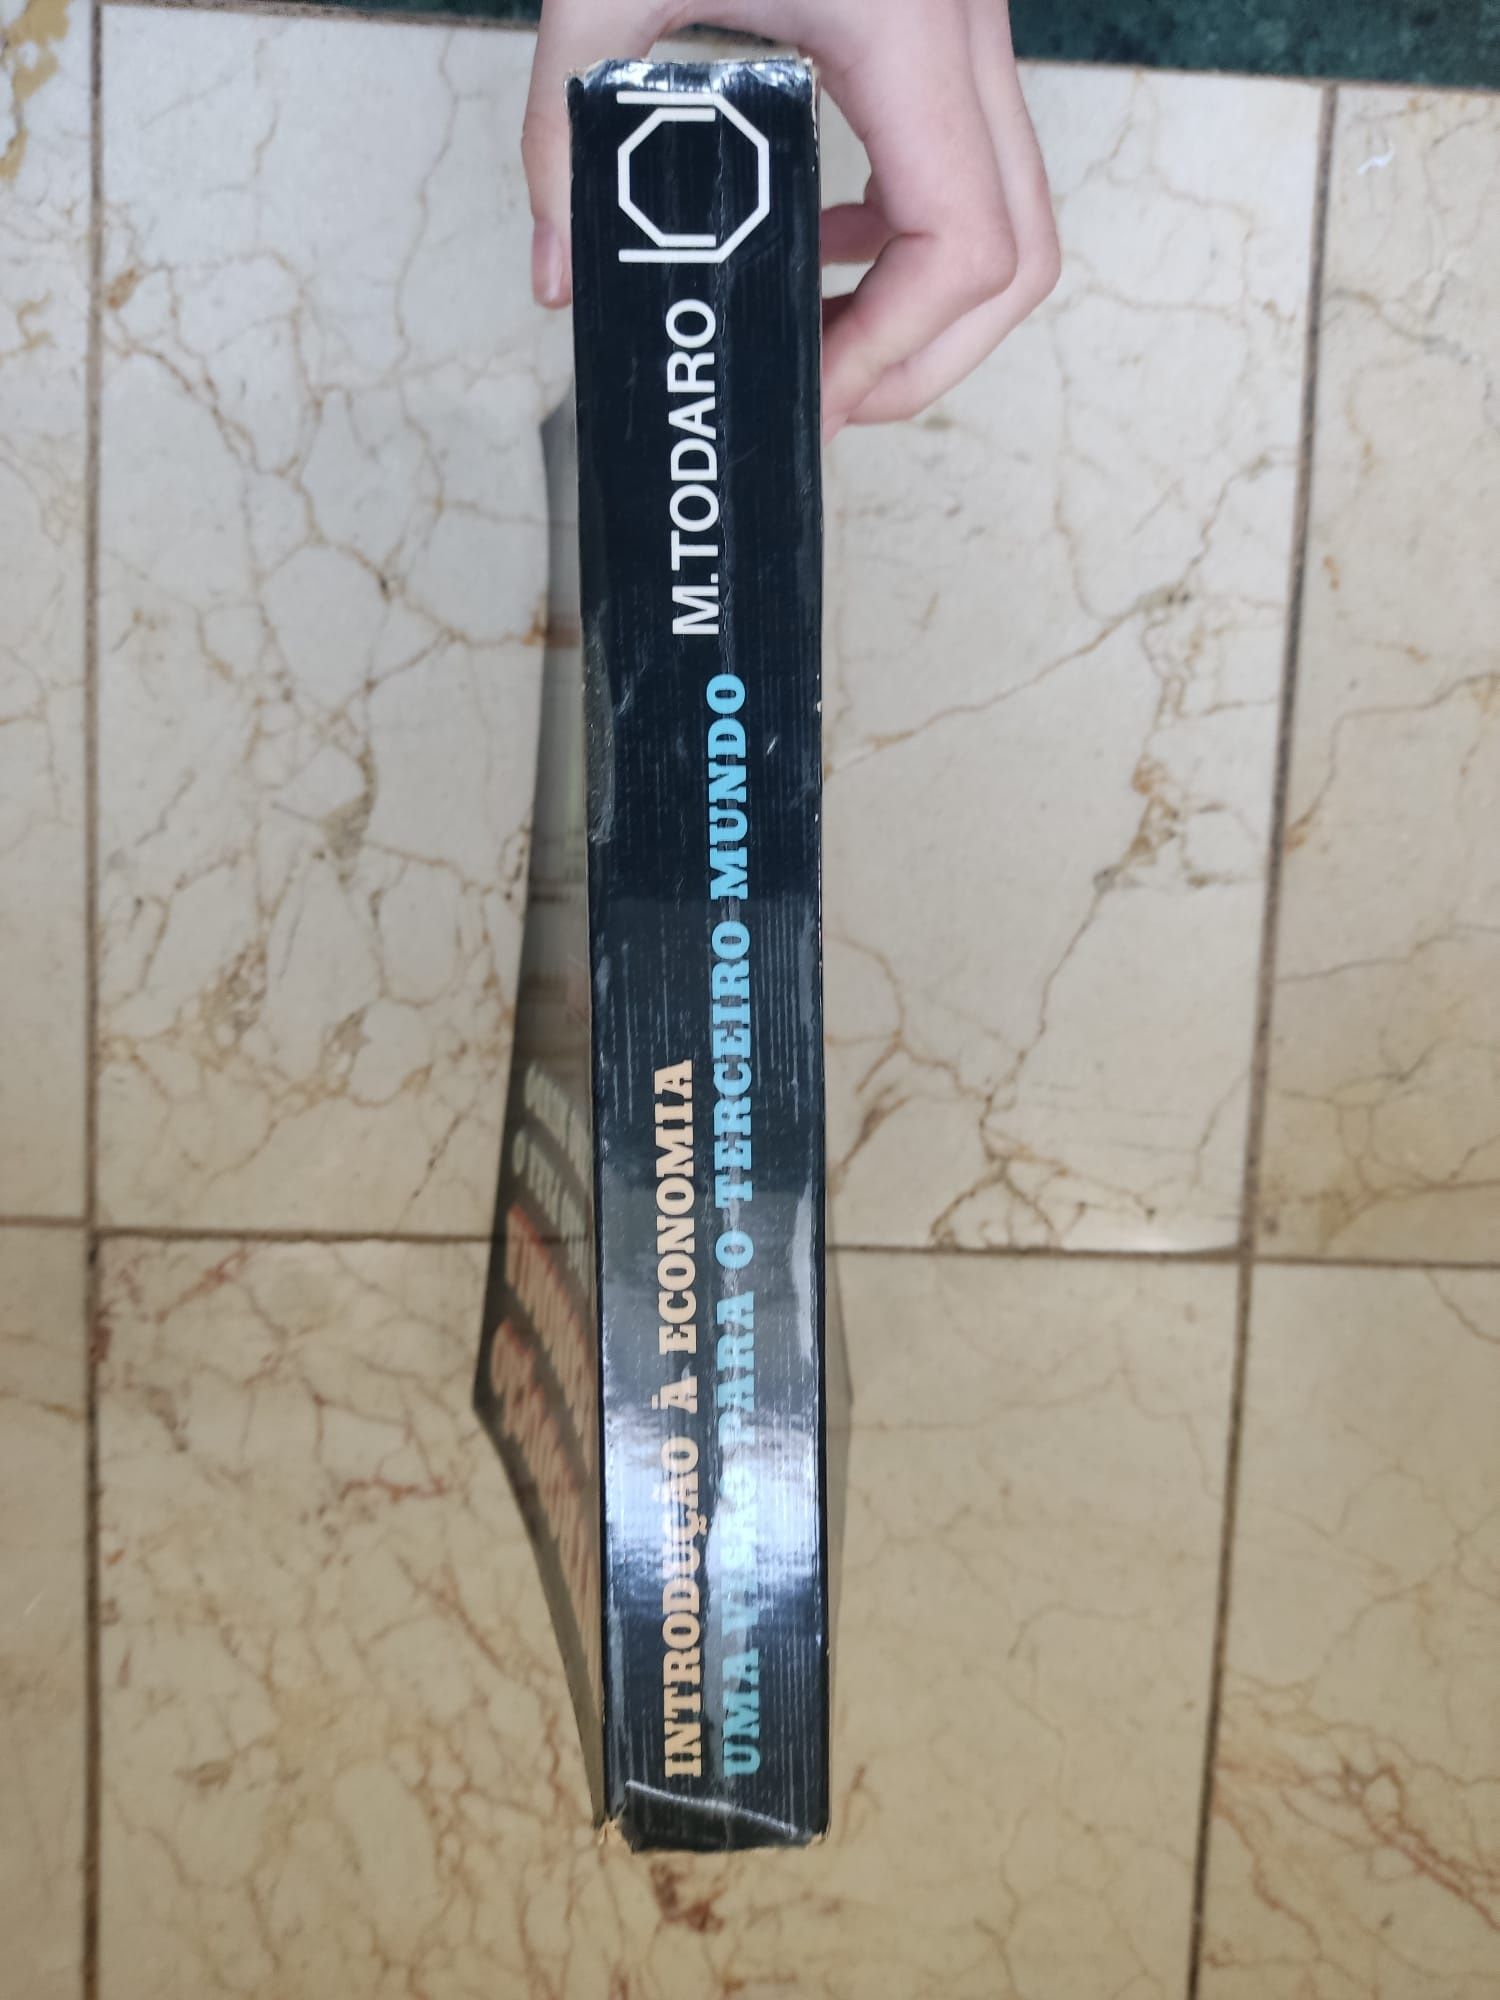 INTRODUÇÃO À ECONOMIA
UMA VISÃO PARA O TERCEIRO MUNDO
M. TODARO